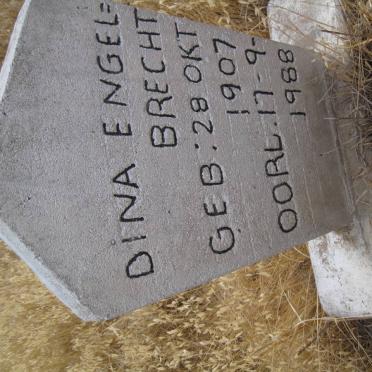 DINA ENGEL=
BRECHT
GEB: 28 OKT
1907
OORL: 17-9-
1988